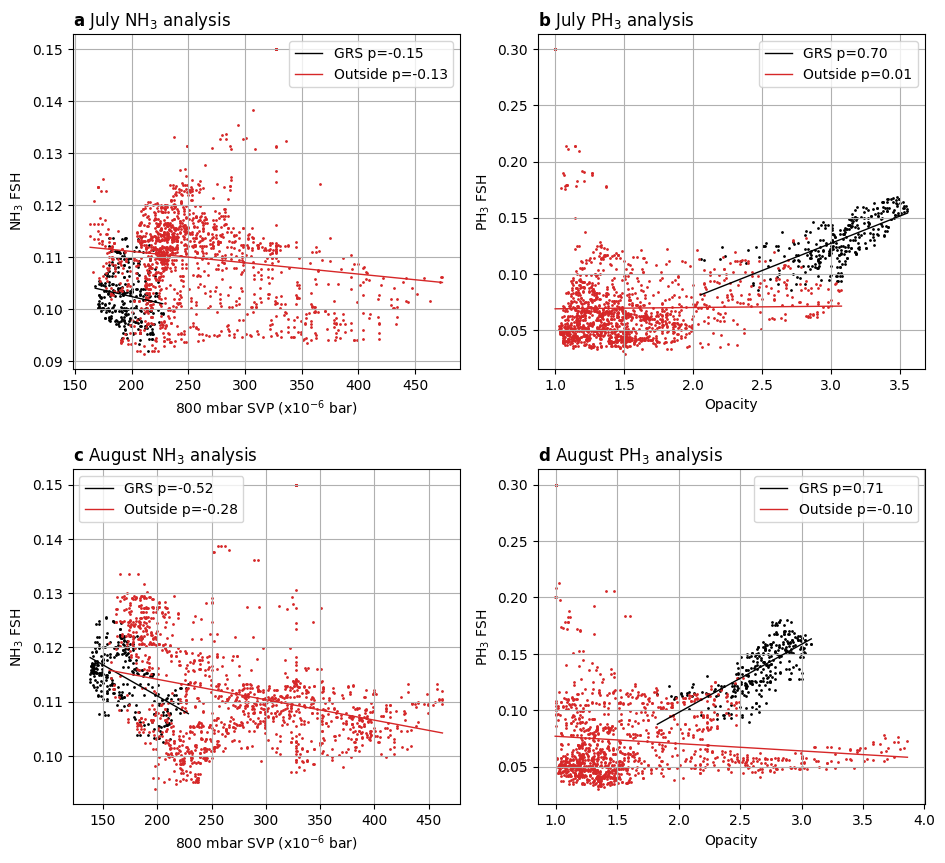 a July NH₃ analysis
GRS p=-0.15
Outside p=-0.13
0.15
0.14
0.13
0.12
0.11
0.10
0.09
NH₃ FSH
150 200 250 300 350 400 450
800 mbar SVP (x10⁻⁶ bar)
b July PH₃ analysis
GRS p=0.70
Outside p=0.01
0.30
0.25
0.20
0.15
0.10
0.05
PH₃ FSH
1.0 1.5 2.0 2.5 3.0 3.5
Opacity
c August NH₃ analysis
GRS p=-0.52
Outside p=-0.28
0.15
0.14
0.13
0.12
0.11
0.10
NH₃ FSH
150 200 250 300 350 400 450
800 mbar SVP (x10⁻⁶ bar)
d August PH₃ analysis
GRS p=0.71
Outside p=-0.10
0.30
0.25
0.20
0.15
0.10
0.05
PH₃ FSH
1.0 1.5 2.0 2.5 3.0 3.5 4.0
Opacity